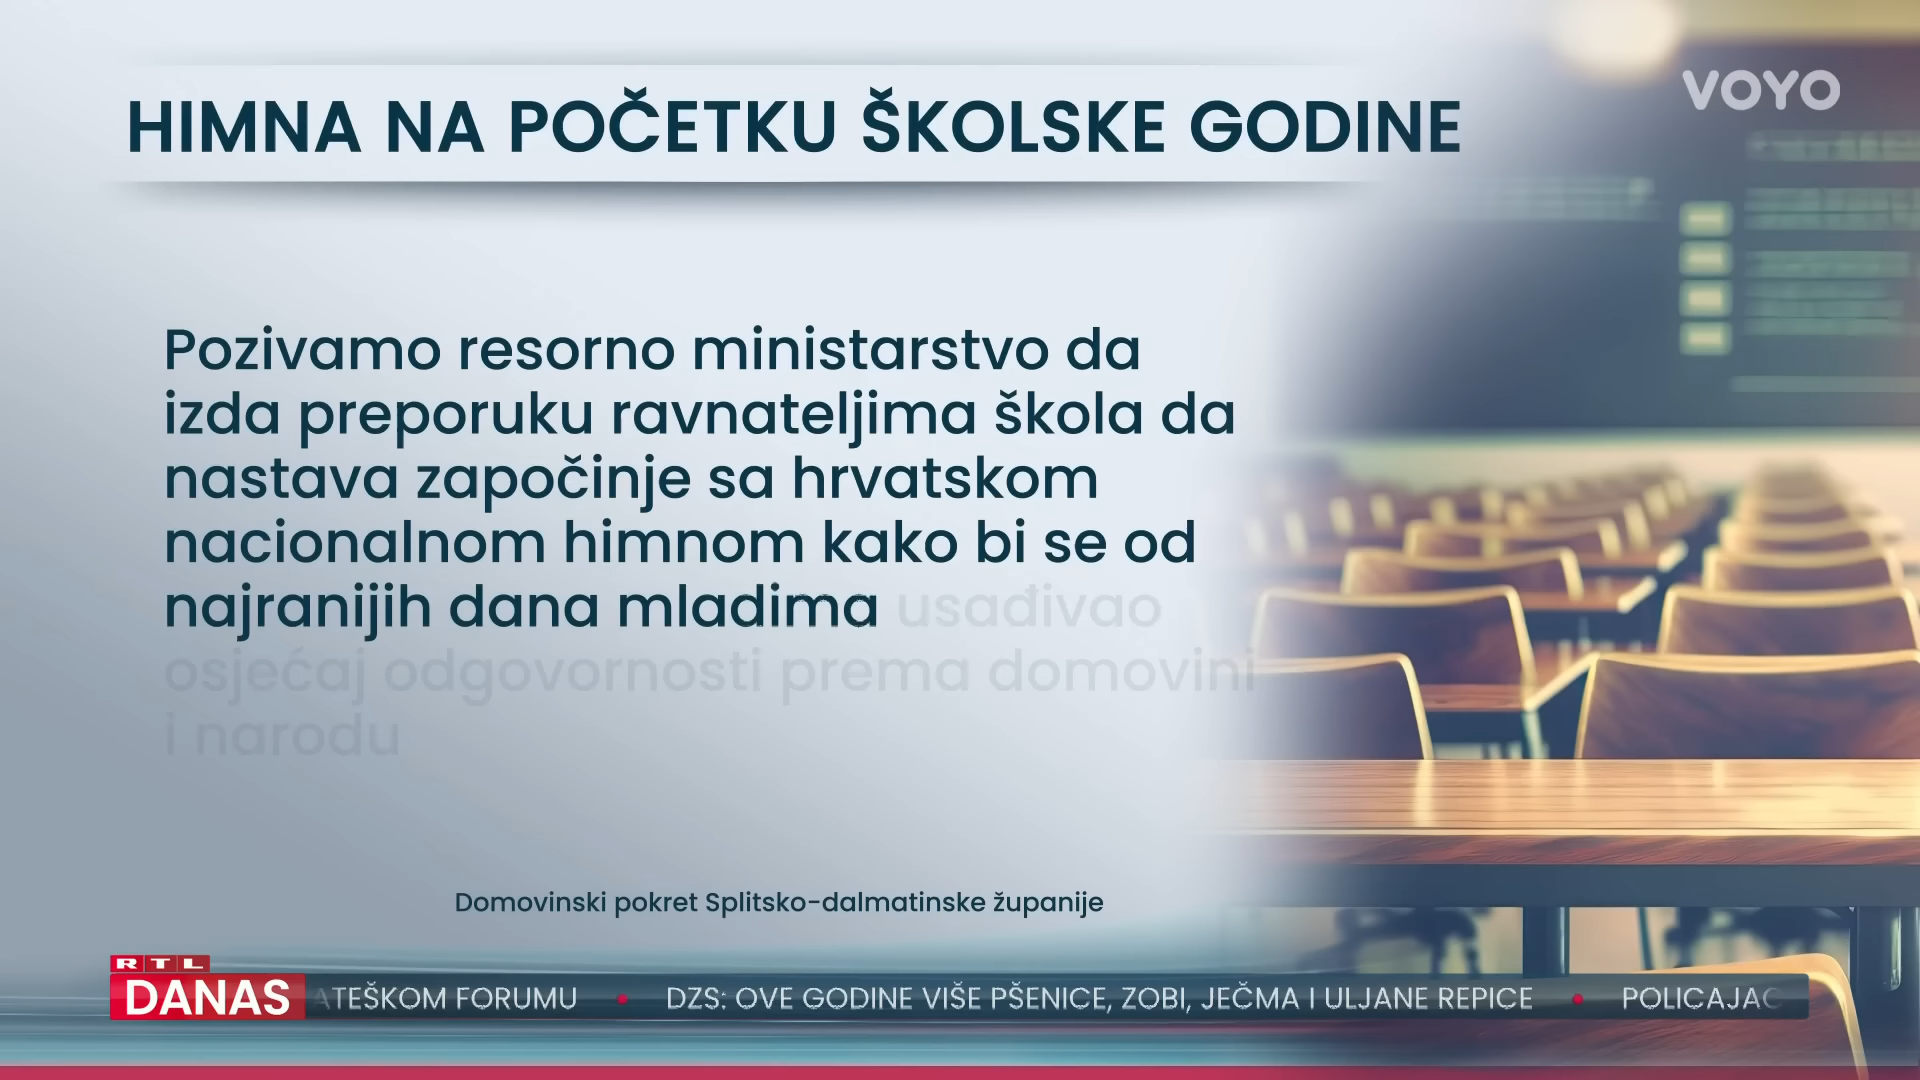 HIMNA NA POČETKU ŠKOLSKE GODINE
VOYO
Pozivamo resorno ministarstvo da
izda preporuku ravnateljima škola da
nastava započinje sa hrvatskom
nacionalnom himnom kako bi se od
najranijih dana mladima usađivao
osjećaj odgovornosti prema domovini
i narodu
Domovinski pokret Splitsko-dalmatinske županije
RTL
DANAS
ATEŠKOM FORUMU • DZS: OVE GODINE VIŠE PŠENICE, ZOBI, JEČMA I ULJANE REPICE • POLICAJAC